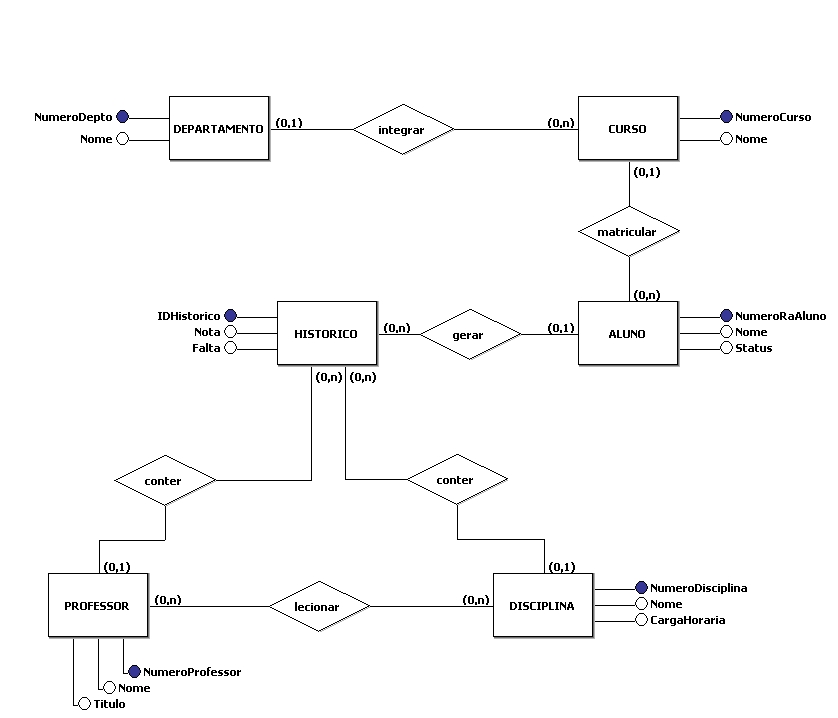 NumeroDepto
Nome
DEPARTAMENTO
(0,1)
integrar
(0,n)
CURSO
NumeroCurso
Nome
(0,1)
matricular
(0,n)
IDHistorico
Nota
Falta
HISTORICO
(0,n)
gerar
(0,1)
ALUNO
NumeroRaAluno
Nome
Status
(0,n) (0,n)
conter
conter
(0,1)
(0,1)
PROFESSOR
(0,n)
lecionar
(0,n)
DISCIPLINA
NumeroDisciplina
Nome
CargaHoraria
NumeroProfessor
Nome
Titulo